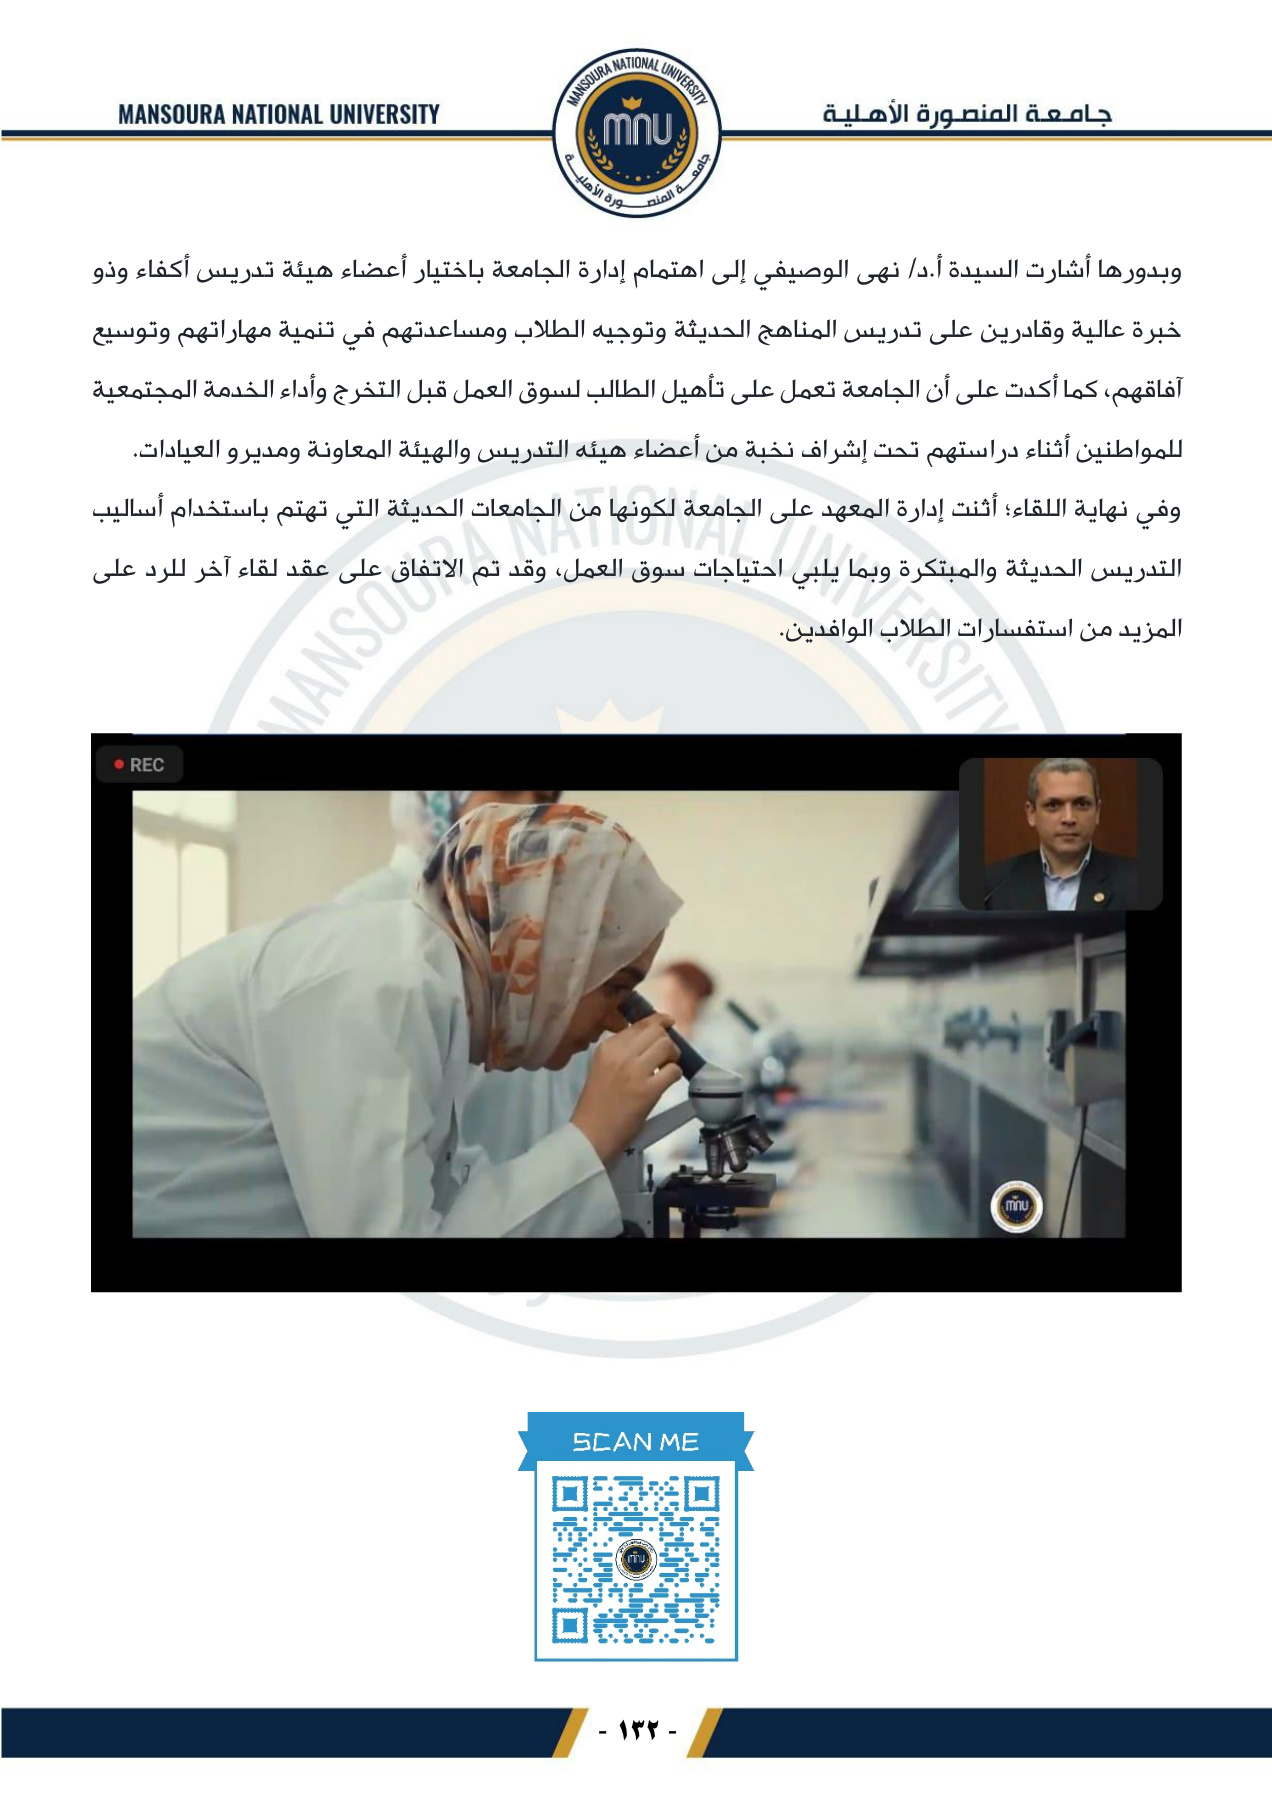 MANSOURA NATIONAL UNIVERSITY
MANSOURA NATIONAL UNIVERSITY
mnu
جامعة المنصورة الأهلية
جامعة المنصورة الأهلية
وبدورها أشارت السيدة أ.د/ نهى الوصيفي إلى اهتمام إدارة الجامعة باختيار أعضاء هيئة تدريس أكفاء وذو
خبرة عالية وقادرين على تدريس المناهج الحديثة وتوجيه الطلاب ومساعدتهم في تنمية مهاراتهم وتوسيع
آفاقهم، كما أكدت على أن الجامعة تعمل على تأهيل الطالب لسوق العمل قبل التخرج وأداء الخدمة المجتمعية
للمواطنين أثناء دراستهم تحت إشراف نخبة من أعضاء هيئه التدريس والهيئة المعاونة ومديرو العيادات.
وفي نهاية اللقاء؛ أثنت إدارة المعهد على الجامعة لكونها من الجامعات الحديثة التي تهتم باستخدام أساليب
التدريس الحديثة والمبتكرة وبما يلبي احتياجات سوق العمل، وقد تم الاتفاق على عقد لقاء آخر للرد على
المزيد من استفسارات الطلاب الوافدين.
MANSOURA NATIONAL UNIVERSITY
REC
mnu
SCAN ME
mnu
- ١٣٢ -